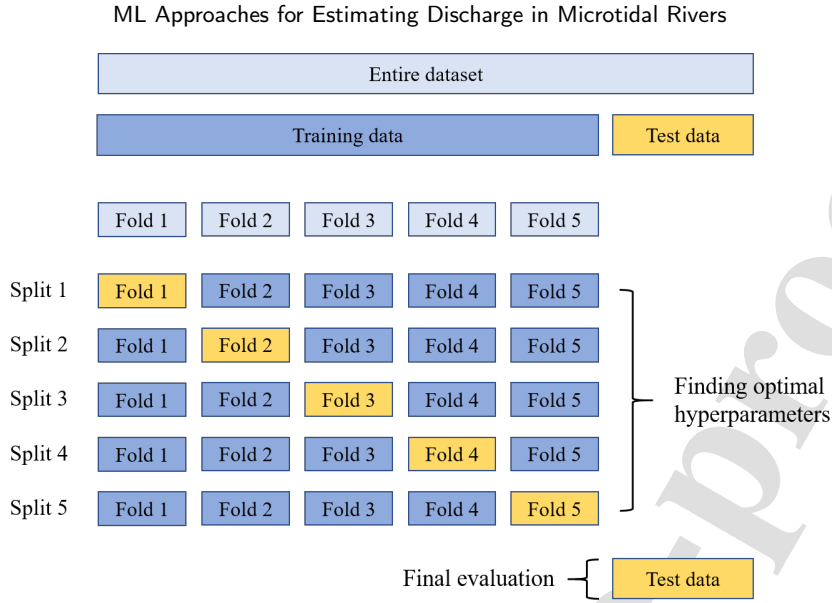 ML Approaches for Estimating Discharge in Microtidal Rivers
Entire dataset
Training data Test data
Fold 1 Fold 2 Fold 3 Fold 4 Fold 5
Split 1 Fold 1 Fold 2 Fold 3 Fold 4 Fold 5
Split 2 Fold 1 Fold 2 Fold 3 Fold 4 Fold 5
Split 3 Fold 1 Fold 2 Fold 3 Fold 4 Fold 5
Split 4 Fold 1 Fold 2 Fold 3 Fold 4 Fold 5
Split 5 Fold 1 Fold 2 Fold 3 Fold 4 Fold 5
Finding optimal
hyperparameters
Final evaluation Test data